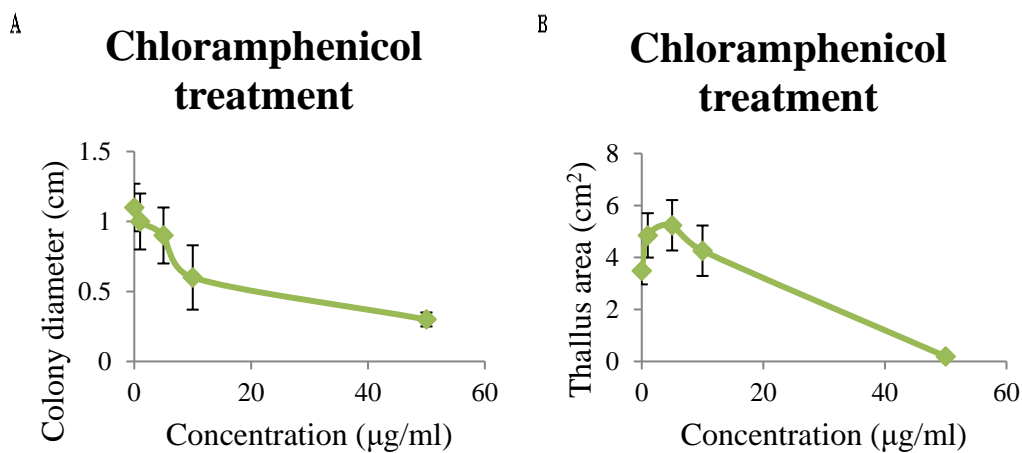 A
Chloramphenicol
treatment
Colony diameter (cm)
1.5
1
0.5
0
0
20
40
60
Concentration (μg/ml)
B
Chloramphenicol
treatment
Thallus area (cm²)
8
6
4
2
0
0
20
40
60
Concentration (μg/ml)